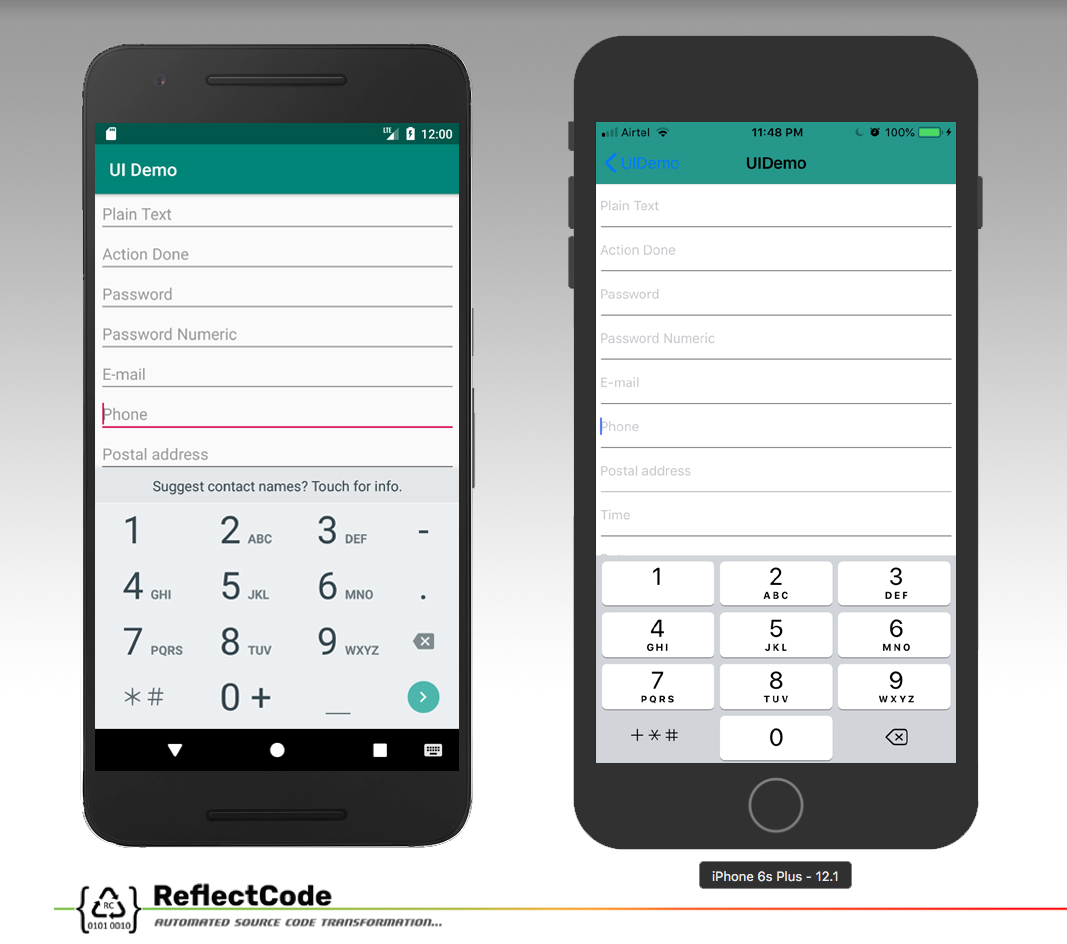 LTE 12:00
UI Demo
Plain Text
Action Done
Password
Password Numeric
E-mail
Phone
Postal address
Suggest contact names? Touch for info.
1 2 ABC 3 DEF -
4 GHI 5 JKL 6 MNO .
7 PQRS 8 TUV 9 WXYZ
*# 0 + _
Airtel 11:48 PM 100%
UIDemo UIDemo
Plain Text
Action Done
Password
Password Numeric
E-mail
Phone
Postal address
Time
1 2 3
ABC DEF
4 5 6
GHI JKL MNO
7 8 9
PQRS TUV WXYZ
+*# 0
iPhone 6s Plus - 12.1
RC
0101 0010
ReflectCode
AUTOMATED SOURCE CODE TRANSFORMATION...